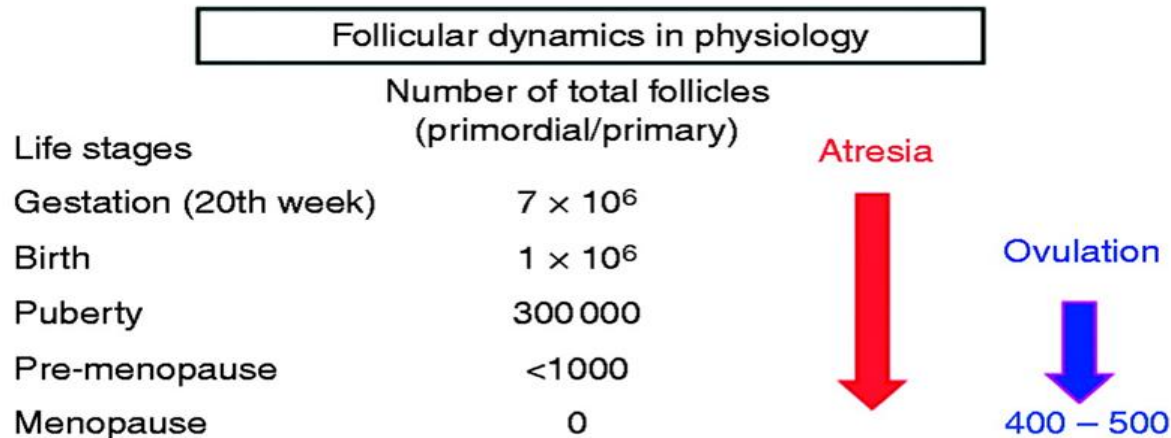 Follicular dynamics in physiology
Number of total follicles
(primordial/primary)
Life stages
Atresia
Gestation (20th week) 7 × 10⁶
Birth 1 × 10⁶ Ovulation
Puberty 300 000
Pre-menopause <1000
Menopause 0 400 – 500